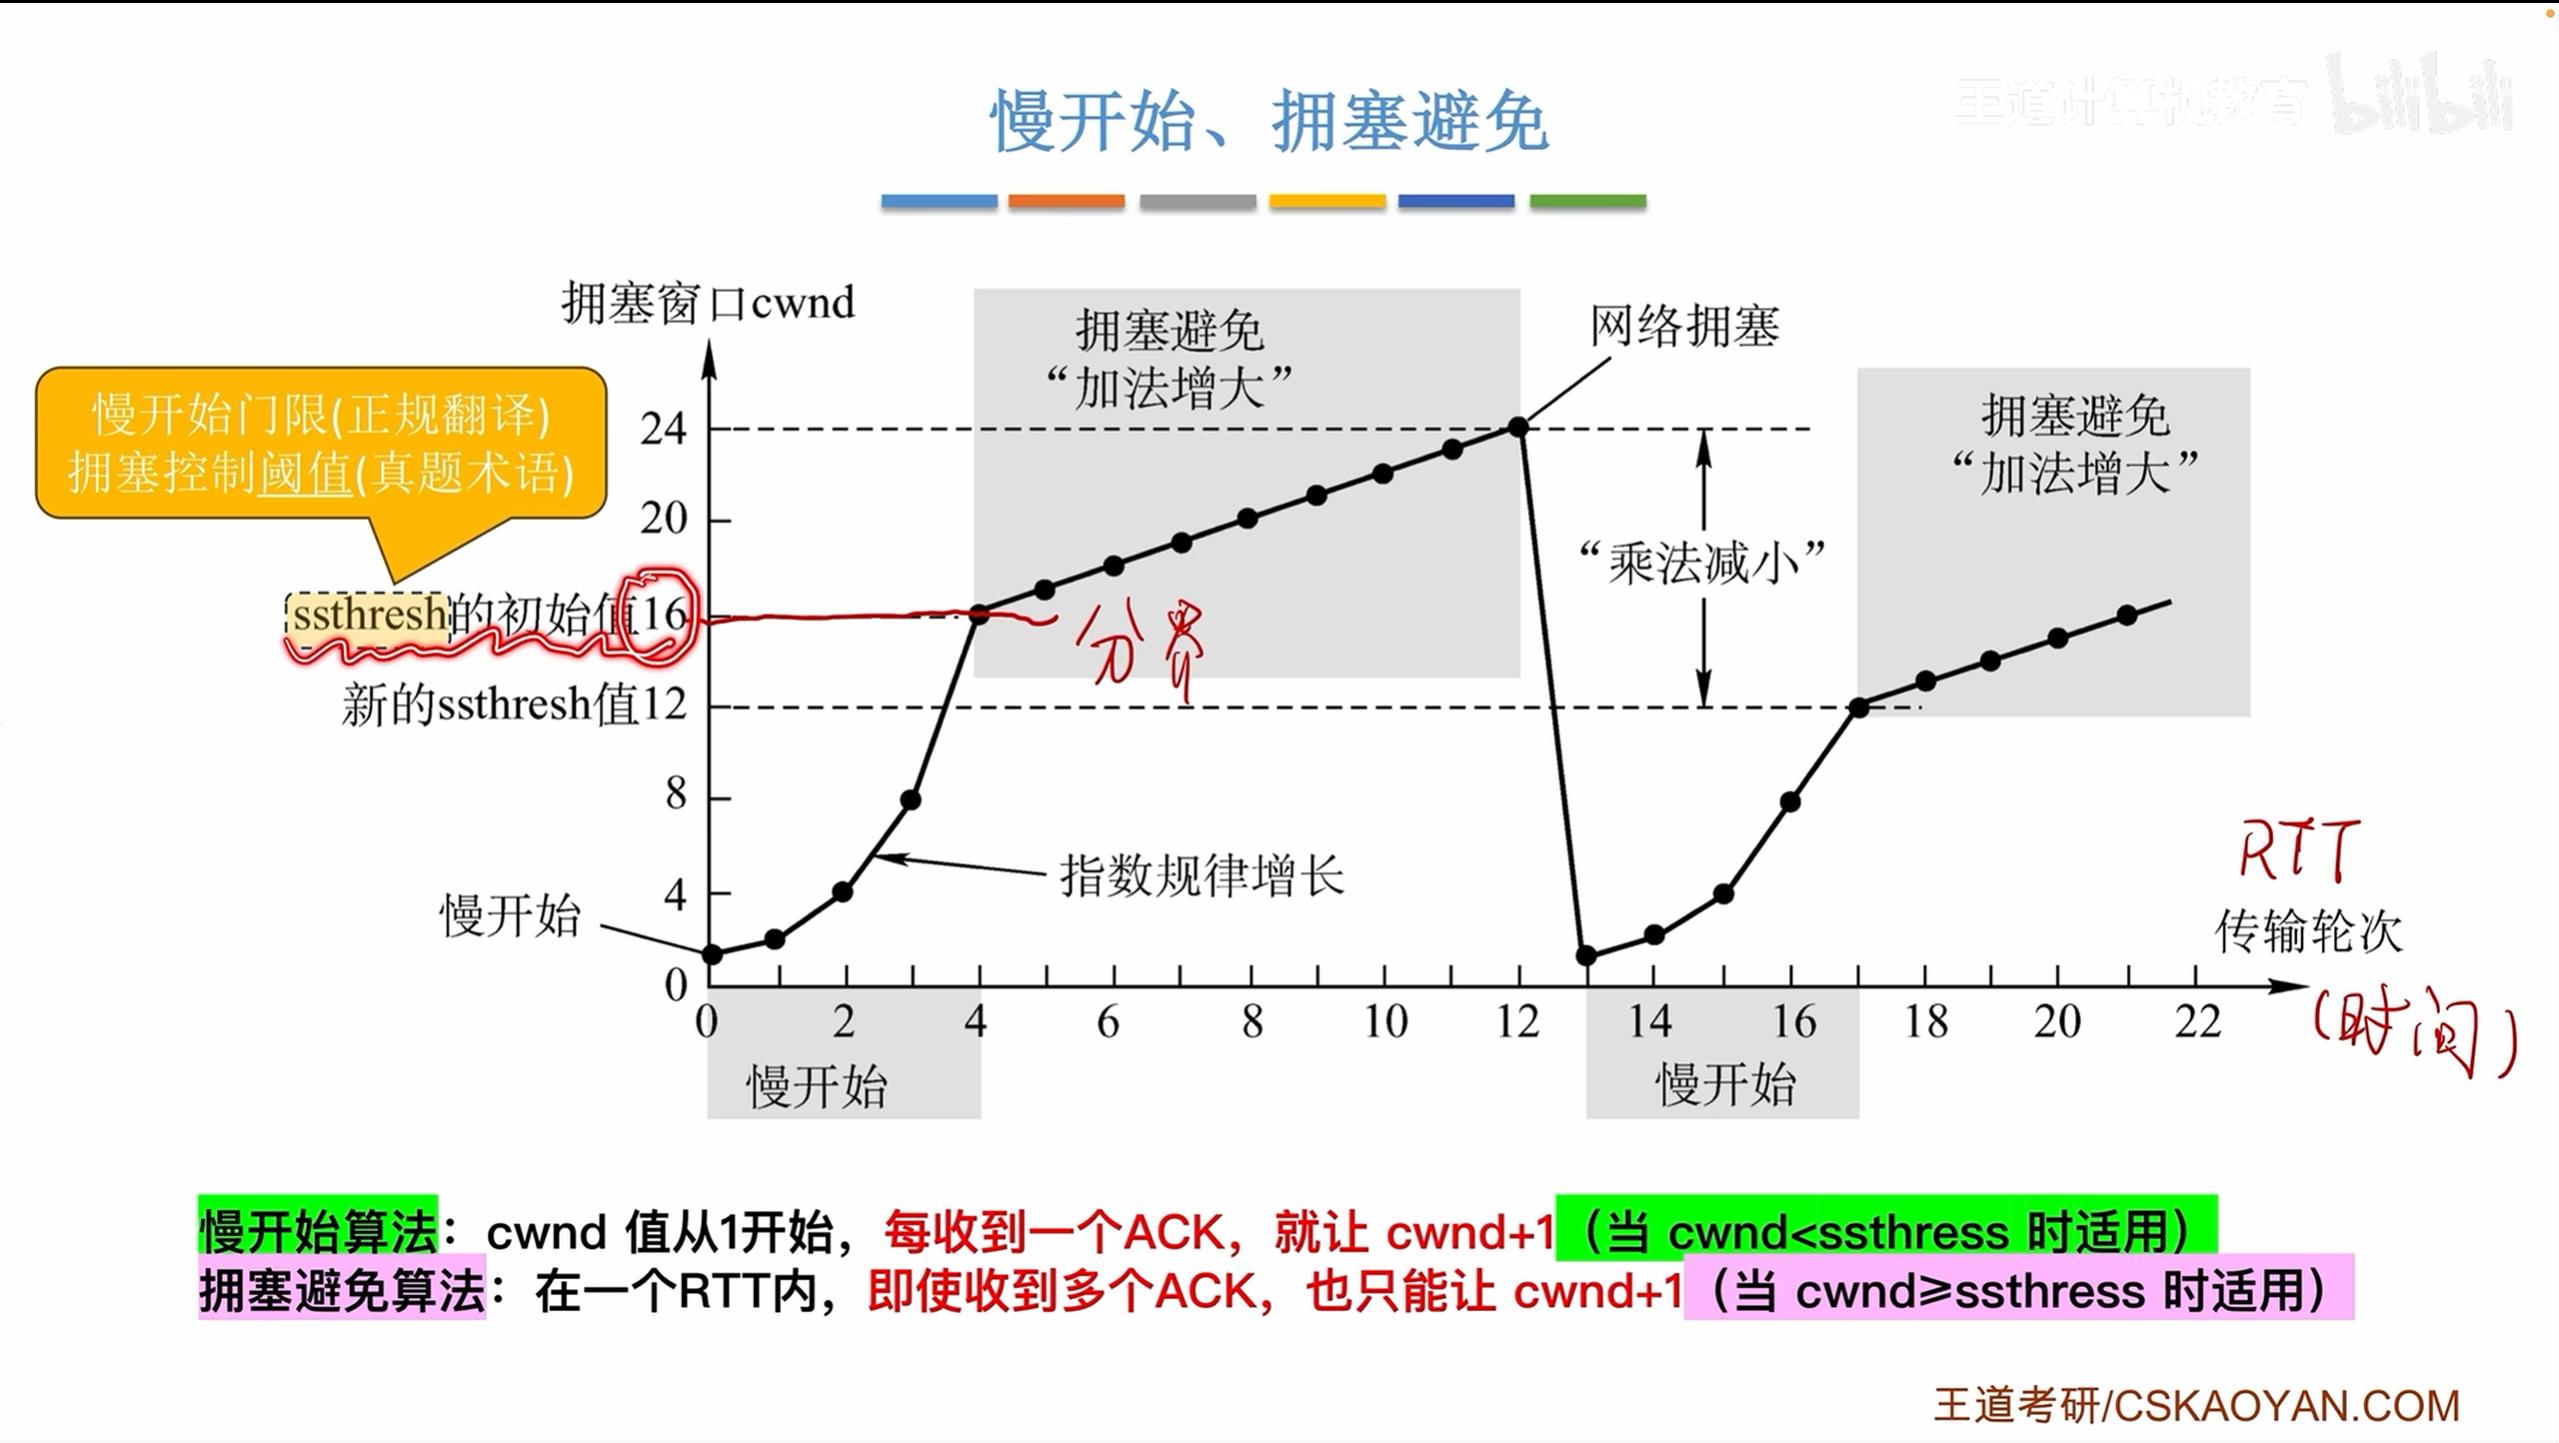 王道计算机教育 bilibili
慢开始、拥塞避免
拥塞窗口cwnd
慢开始门限(正规翻译)
拥塞控制阈值(真题术语)
拥塞避免
“加法增大”
网络拥塞
拥塞避免
“加法增大”
24
20
“乘法减小”
ssthresh的初始值16
分界
新的ssthresh值12
8
指数规律增长
4
慢开始
0
RTT
传输轮次
(时间)
0 2 4 6 8 10 12 14 16 18 20 22
慢开始
慢开始
慢开始算法：cwnd 值从1开始，每收到一个ACK，就让 cwnd+1（当 cwnd<ssthress 时适用）
拥塞避免算法：在一个RTT内，即使收到多个ACK，也只能让 cwnd+1（当 cwnd≥ssthress 时适用）
王道考研/CSKAOYAN.COM